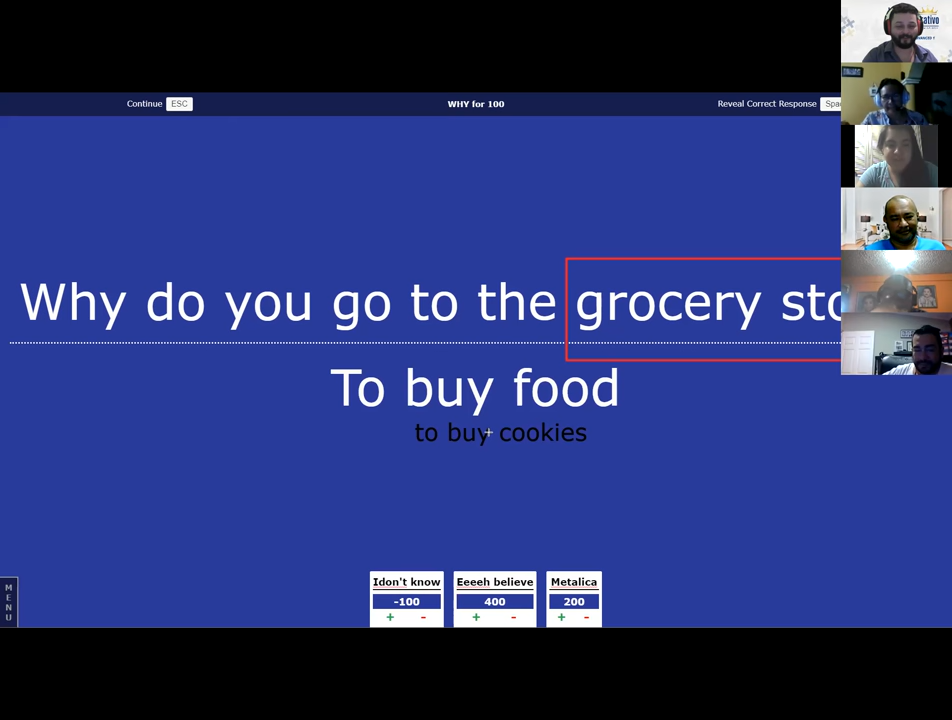 Continue ESC
WHY for 100
Reveal Correct Response
Why do you go to the grocery
To buy food
to buy cookies
Idon't know
-100
+ -
Eeeeh believe
400
+ -
Metalica
200
+ -
MENU